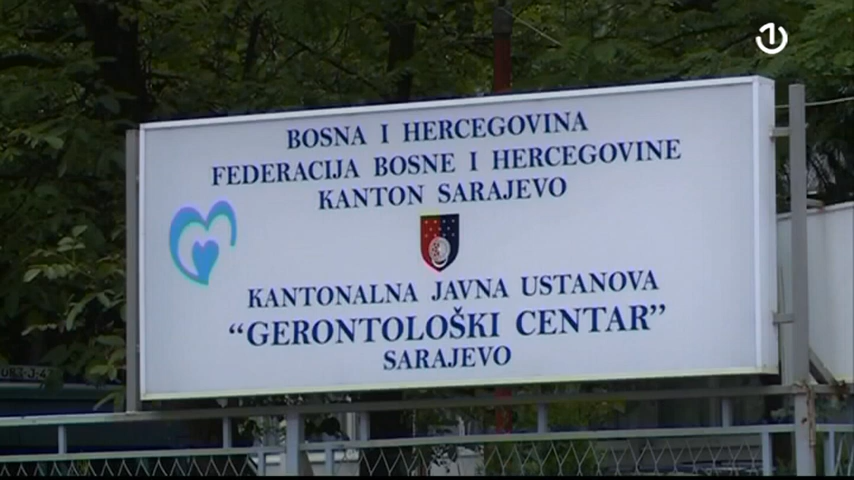 BOSNA I HERCEGOVINA
FEDERACIJA BOSNE I HERCEGOVINE
KANTON SARAJEVO
KANTONALNA JAVNA USTANOVA
“GERONTOLOŠKI CENTAR”
SARAJEVO